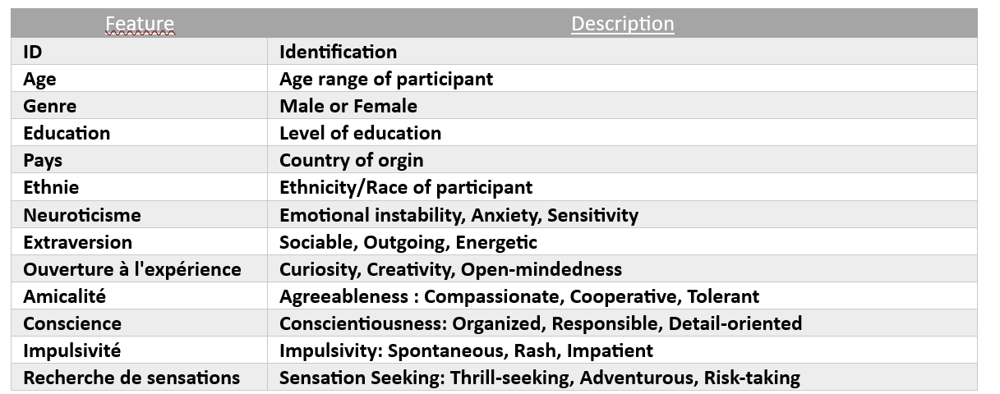 Feature Description
ID Identification
Age Age range of participant
Genre Male or Female
Education Level of education
Pays Country of orgin
Ethnie Ethnicity/Race of participant
Neuroticisme Emotional instability, Anxiety, Sensitivity
Extraversion Sociable, Outgoing, Energetic
Ouverture à l'expérience Curiosity, Creativity, Open-mindedness
Amicalité Agreeableness : Compassionate, Cooperative, Tolerant
Conscience Conscientiousness: Organized, Responsible, Detail-oriented
Impulsivité Impulsivity: Spontaneous, Rash, Impatient
Recherche de sensations Sensation Seeking: Thrill-seeking, Adventurous, Risk-taking